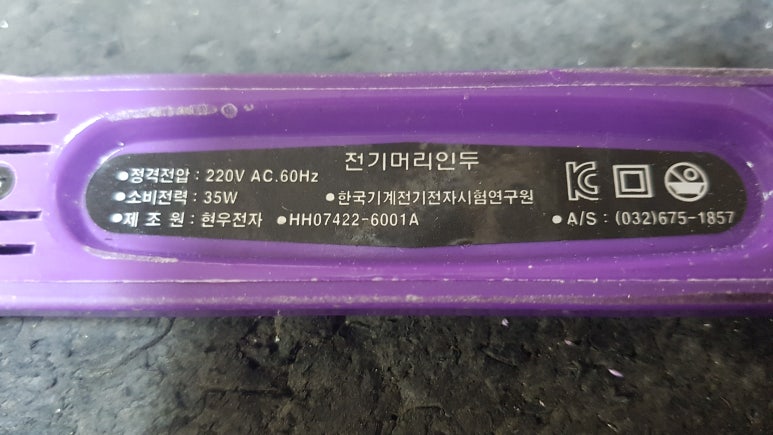 전기머리인두
●정격전압 : 220V AC.60Hz
●소비전력 : 35W ●한국기계전기전자시험연구원
●제 조 원 : 현우전자 ●HH07422-6001A ●A/S : (032)675-1857